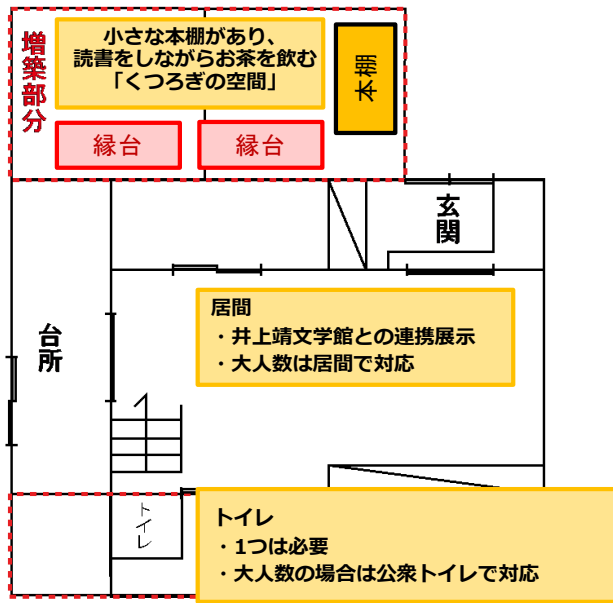 増築部分
小さな本棚があり、
読書をしながらお茶を飲む
「くつろぎの空間」
本棚
縁台
縁台
玄関
台所
居間
・井上靖文学館との連携展示
・大人数は居間で対応
トイレ
トイレ
・1つは必要
・大人数の場合は公衆トイレで対応